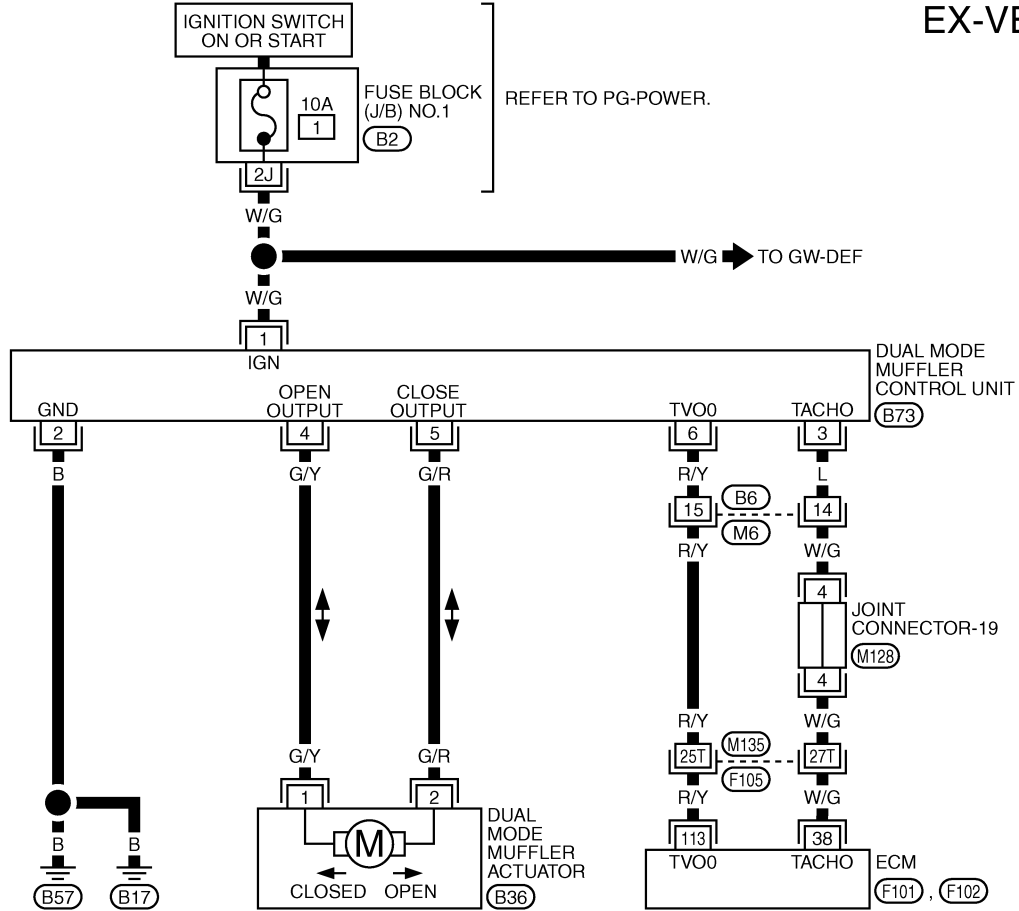 EX-VE
IGNITION SWITCH
ON OR START
FUSE BLOCK
(J/B) NO.1
10A
1
B2
REFER TO PG-POWER.
2J
W/G
W/G TO GW-DEF
W/G
1
IGN
DUAL MODE
MUFFLER
CONTROL UNIT
B73
GND
OPEN
OUTPUT
CLOSE
OUTPUT
TVO0
TACHO
2 4 5 6 3
B G/Y G/R R/Y L
15 B6 14
M6
R/Y W/G
4
JOINT
CONNECTOR-19
M128
4
R/Y W/G
G/Y G/R
25T M135 27T
F105
R/Y W/G
1 2
113 38
DUAL
MODE
MUFFLER
ACTUATOR
B36
M
CLOSED OPEN
TVO0 TACHO
ECM
F101 , F102
B B
B57 B17